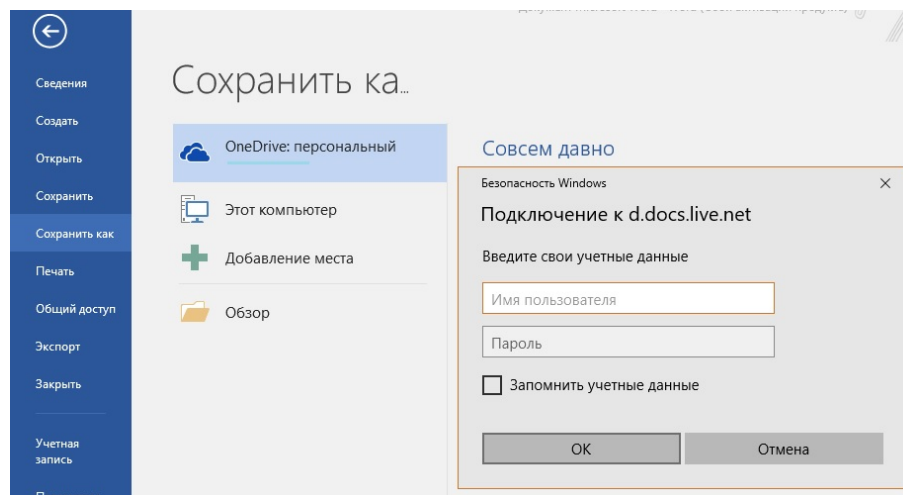 Сохранить ка...
Сведения
Создать
Открыть
Сохранить
Сохранить как
Печать
Общий доступ
Экспорт
Закрыть
Учетная
запись
OneDrive: персональный
Этот компьютер
Добавление места
Обзор
Совсем давно
Безопасность Windows
Подключение к d.docs.live.net
Введите свои учетные данные
Имя пользователя
Пароль
Запомнить учетные данные
ОК
Отмена